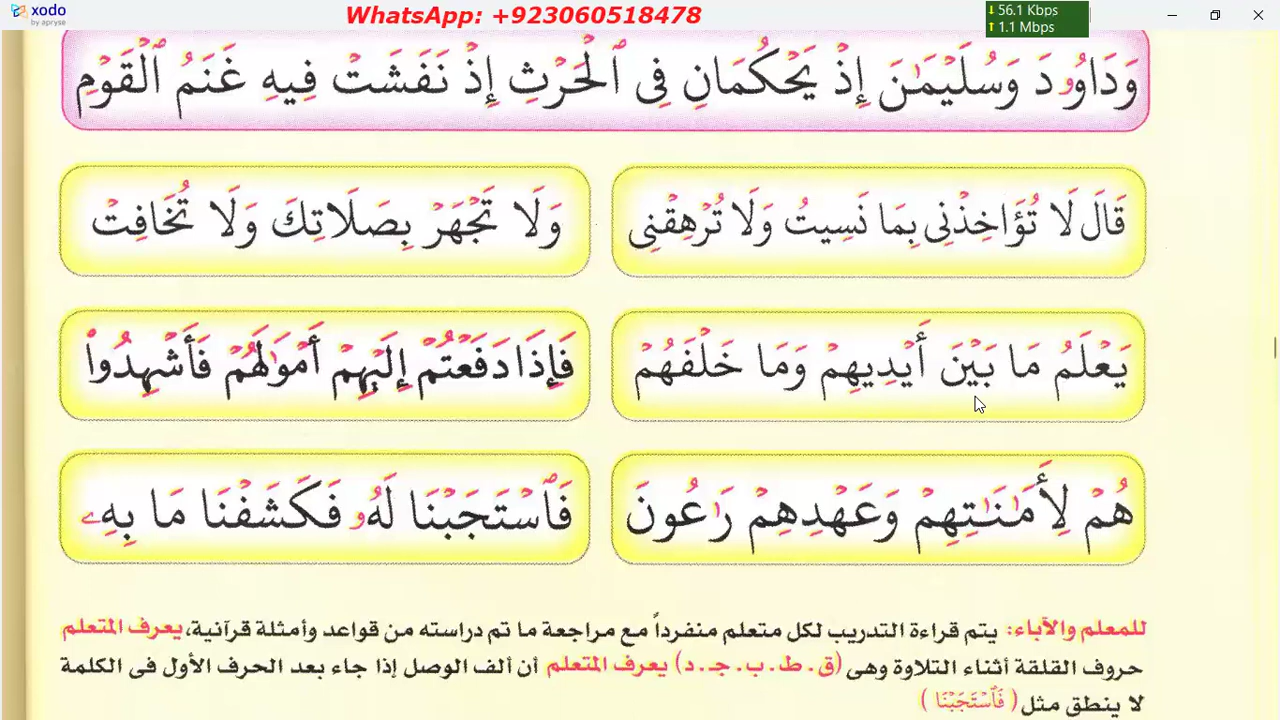 xodo
by apryse
WhatsApp: +923060518478
↓ 56.1 Kbps
↑ 1.1 Mbps
وَدَاوُۥدَ وَسُلَيْمَٰنَ إِذْ يَحْكُمَانِ فِى ٱلْحَرْثِ إِذْ نَفَشَتْ فِيهِ غَنَمُ ٱلْقَوْمِ
قَالَ لَا تُؤَاخِذْنِى بِمَا نَسِيتُ وَلَا تُرْهِقْنِى
وَلَا تَجْهَرْ بِصَلَاتِكَ وَلَا تُخَافِتْ
يَعْلَمُ مَا بَيْنَ أَيْدِيهِمْ وَمَا خَلْفَهُمْ
فَإِذَا دَفَعْتُمْ إِلَيْهِمْ أَمْوَٰلَهُمْ فَأَشْهِدُوا۟
هُمْ لِأَمَٰنَٰتِهِمْ وَعَهْدِهِمْ رَٰعُونَ
فَٱسْتَجَبْنَا لَهُۥ فَكَشَفْنَا مَا بِهِۦ
للمعلم والآباء: يتم قراءة التدريب لكل متعلم منفرداً مع مراجعة ما تم دراسته من قواعد وأمثلة قرآنية، يعرف المتعلم
حروف القلقة أثناء التلاوة وهى (ق . ط . ب . جـ . د) يعرف المتعلم أن ألف الوصل إذا جاء بعد الحرف الأول فى الكلمة
لا ينطق مثل ( فَٱسْتَجَبْنَا )